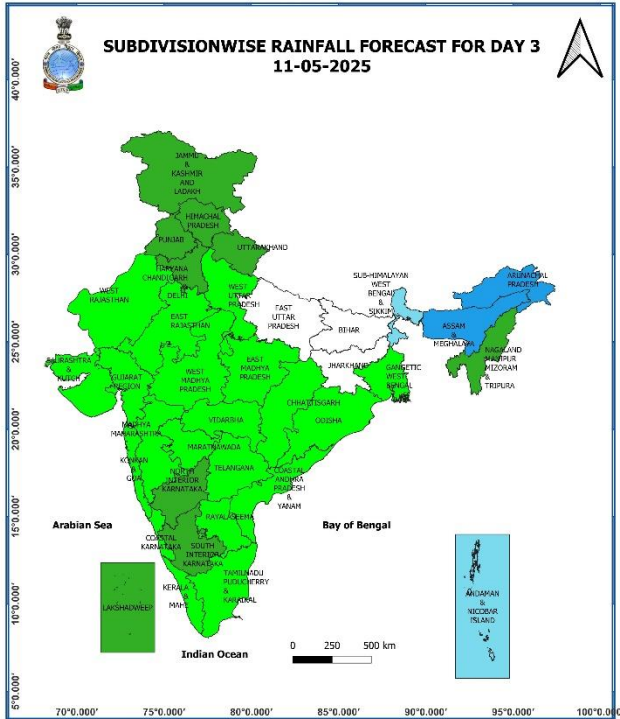 SUBDIVISIONWISE RAINFALL FORECAST FOR DAY 3
11-05-2025
40°0.000'
35°0.000'
30°0.000'
25°0.000'
20°0.000'
15°0.000'
10°0.000'
5°0.000'
JAMMU
&
KASHMIR
AND
LADAKH
HIMACHAL
PRADESH
PUNJAB
UTTARAKHAND
HARYANA
CHANDIGARH
&
DELHI
WEST
RAJASTHAN
WEST
UTTAR
PRADESH
EAST
RAJASTHAN
EAST
UTTAR
PRADESH
SUB-HIMALAYAN
WEST
BENGAL
&
SIKKIM
ARUNACHAL
PRADESH
BIHAR
ASSAM
&
MEGHALAYA
NAGALAND
MANIPUR
MIZORAM
&
TRIPURA
JHARKHAND
GANGETIC
WEST
BENGAL
SAURASHTRA
&
KUTCH
GUJARAT
REGION
WEST
MADHYA
PRADESH
EAST
MADHYA
PRADESH
CHHATTISGARH
ODISHA
MADHYA
MAHARASHTRA
VIDARBHA
MARATHWADA
KONKAN
&
GOA
TELANGANA
NORTH
INTERIOR
KARNATAKA
COASTAL
ANDHRA
PRADESH
&
YANAM
RAYALASEEMA
COASTAL
KARNATAKA
SOUTH
INTERIOR
KARNATAKA
TAMILNADU
PUDUCHERRY
&
KARAIKAL
KERALA
&
MAHE
LAKSHADWEEP
ANDAMAN
&
NICOBAR
ISLAND
Arabian Sea
Bay of Bengal
Indian Ocean
0 250 500 km
70°0.000' 75°0.000' 80°0.000' 85°0.000' 90°0.000' 95°0.000' 100°0.000'